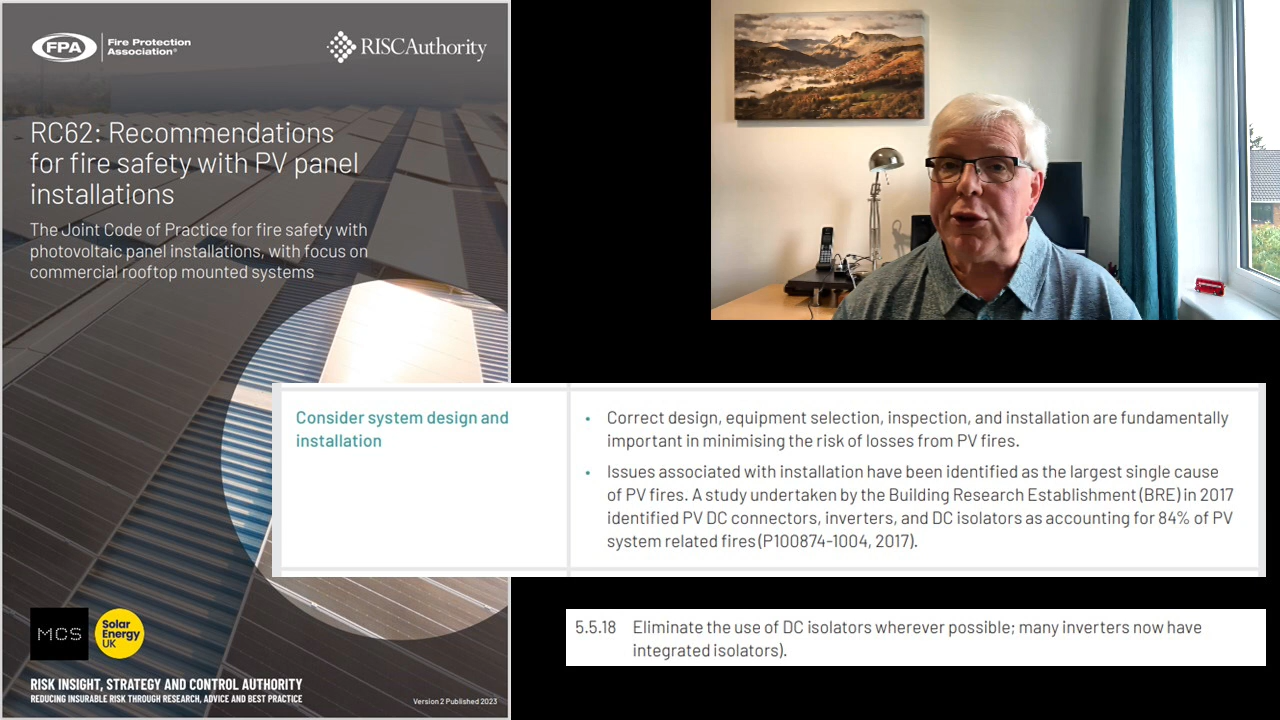 FPA
Fire Protection
Association®
RISCAuthority
RC62: Recommendations
for fire safety with PV panel
installations
The Joint Code of Practice for fire safety with
photovoltaic panel installations, with focus on
commercial rooftop mounted systems
Consider system design and
installation
• Correct design, equipment selection, inspection, and installation are fundamentally
important in minimising the risk of losses from PV fires.
• Issues associated with installation have been identified as the largest single cause
of PV fires. A study undertaken by the Building Research Establishment (BRE) in 2017
identified PV DC connectors, inverters, and DC isolators as accounting for 84% of PV
system related fires (P100874-1004, 2017).
5.5.18 Eliminate the use of DC isolators wherever possible; many inverters now have
integrated isolators).
MCS
Solar
Energy
UK
RISK INSIGHT, STRATEGY AND CONTROL AUTHORITY
REDUCING INSURABLE RISK THROUGH RESEARCH, ADVICE AND BEST PRACTICE
Version 2 Published 2023